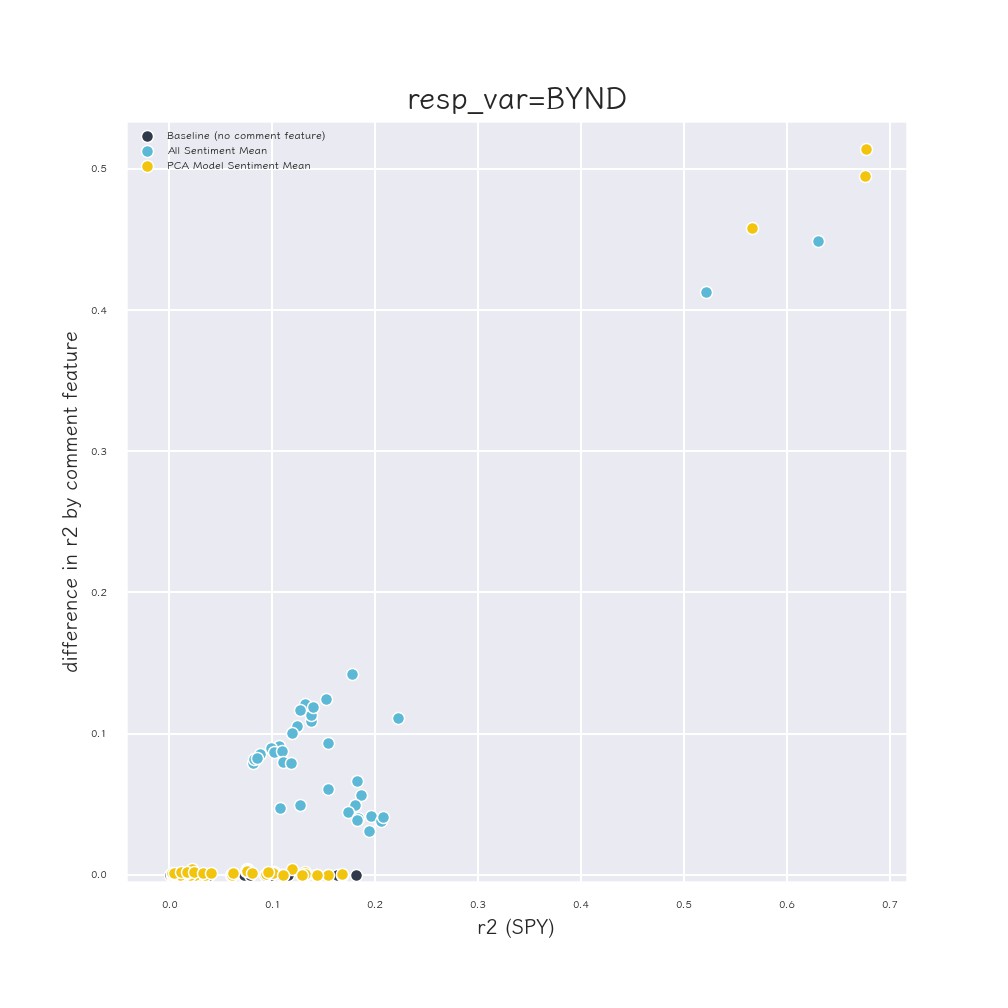 resp_var=BYND
Baseline (no comment feature)
All Sentiment Mean
PCA Model Sentiment Mean
difference in r2 by comment feature
0.5
0.4
0.3
0.2
0.1
0.0
0.0 0.1 0.2 0.3 0.4 0.5 0.6 0.7
r2 (SPY)